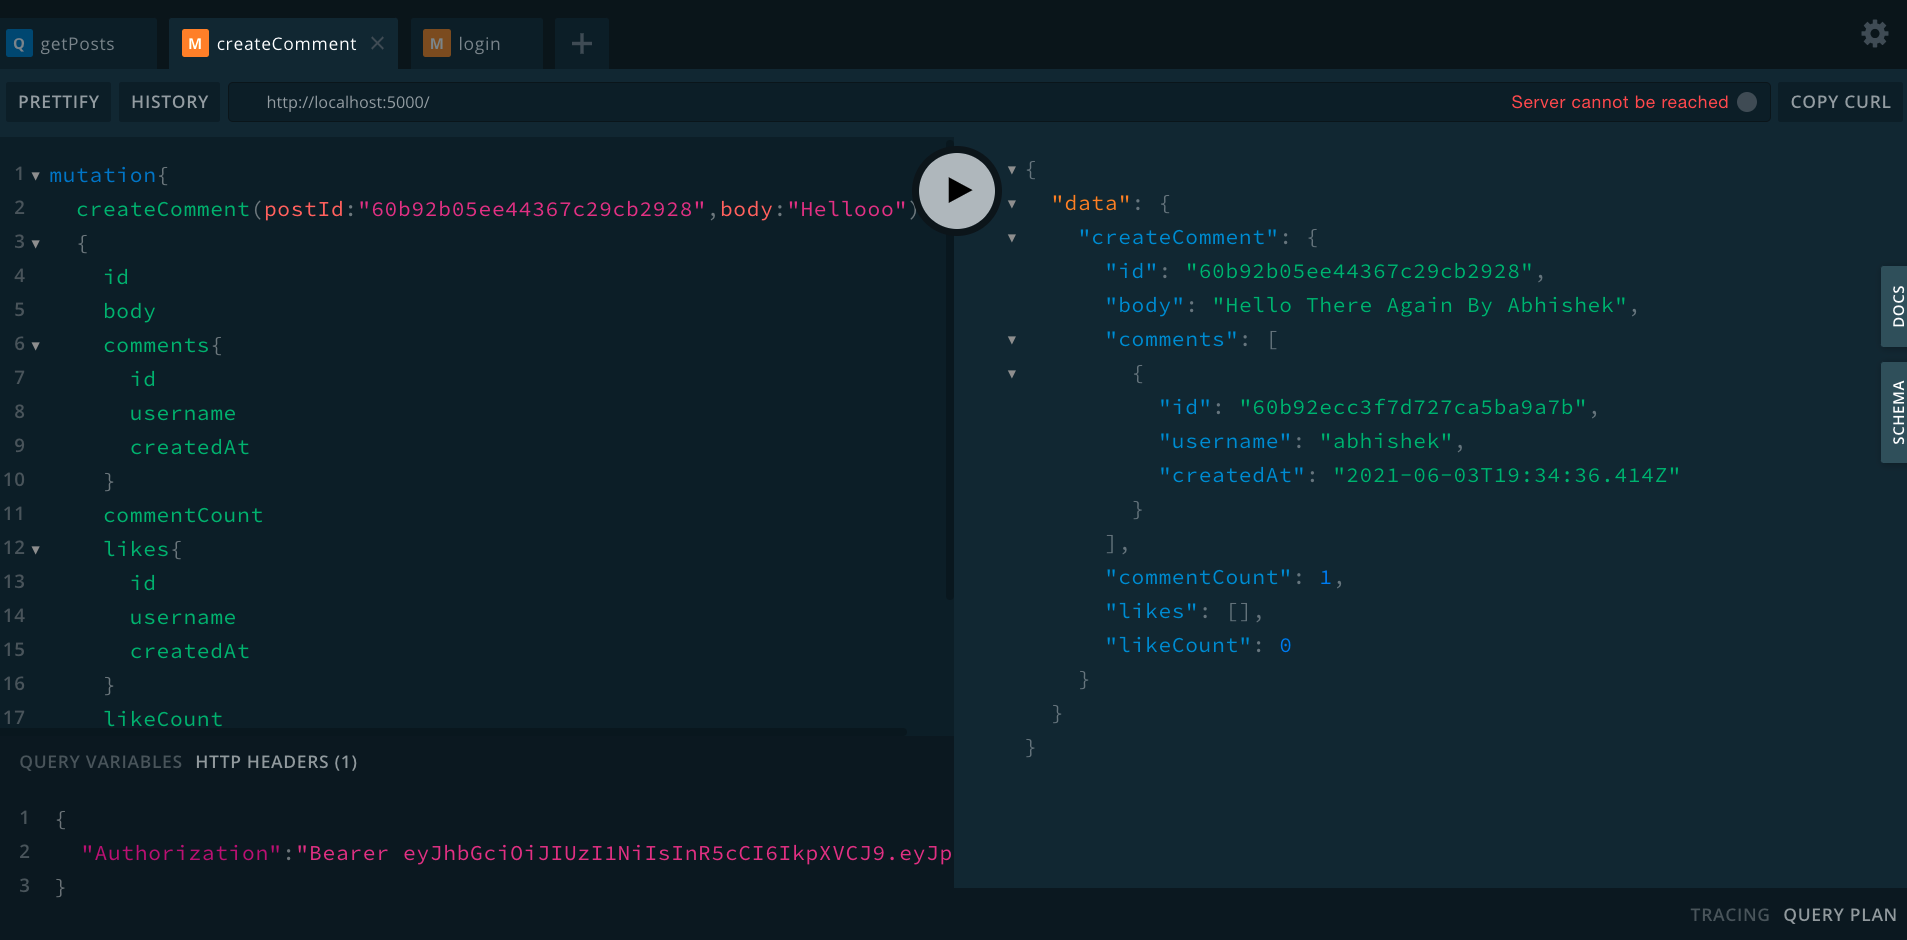 Q getPosts M createComment × M login +
PRETTIFY HISTORY http://localhost:5000/ Server cannot be reached COPY CURL
1 mutation{
2 createComment(postId:"60b92b05ee44367c29cb2928",body:"Hellooo")
3 {
4 id
5 body
6 comments{
7 id
8 username
9 createdAt
10 }
11 commentCount
12 likes{
13 id
14 username
15 createdAt
16 }
17 likeCount
QUERY VARIABLES HTTP HEADERS (1)
1 {
2 "Authorization":"Bearer eyJhbGciOiJIUzI1NiIsInR5cCI6IkpXVCJ9.eyJp
3 }
{
"data": {
"createComment": {
"id": "60b92b05ee44367c29cb2928",
"body": "Hello There Again By Abhishek",
"comments": [
{
"id": "60b92ecc3f7d727ca5ba9a7b",
"username": "abhishek",
"createdAt": "2021-06-03T19:34:36.414Z"
}
],
"commentCount": 1,
"likes": [],
"likeCount": 0
}
}
}
DOCS
SCHEMA
TRACING QUERY PLAN